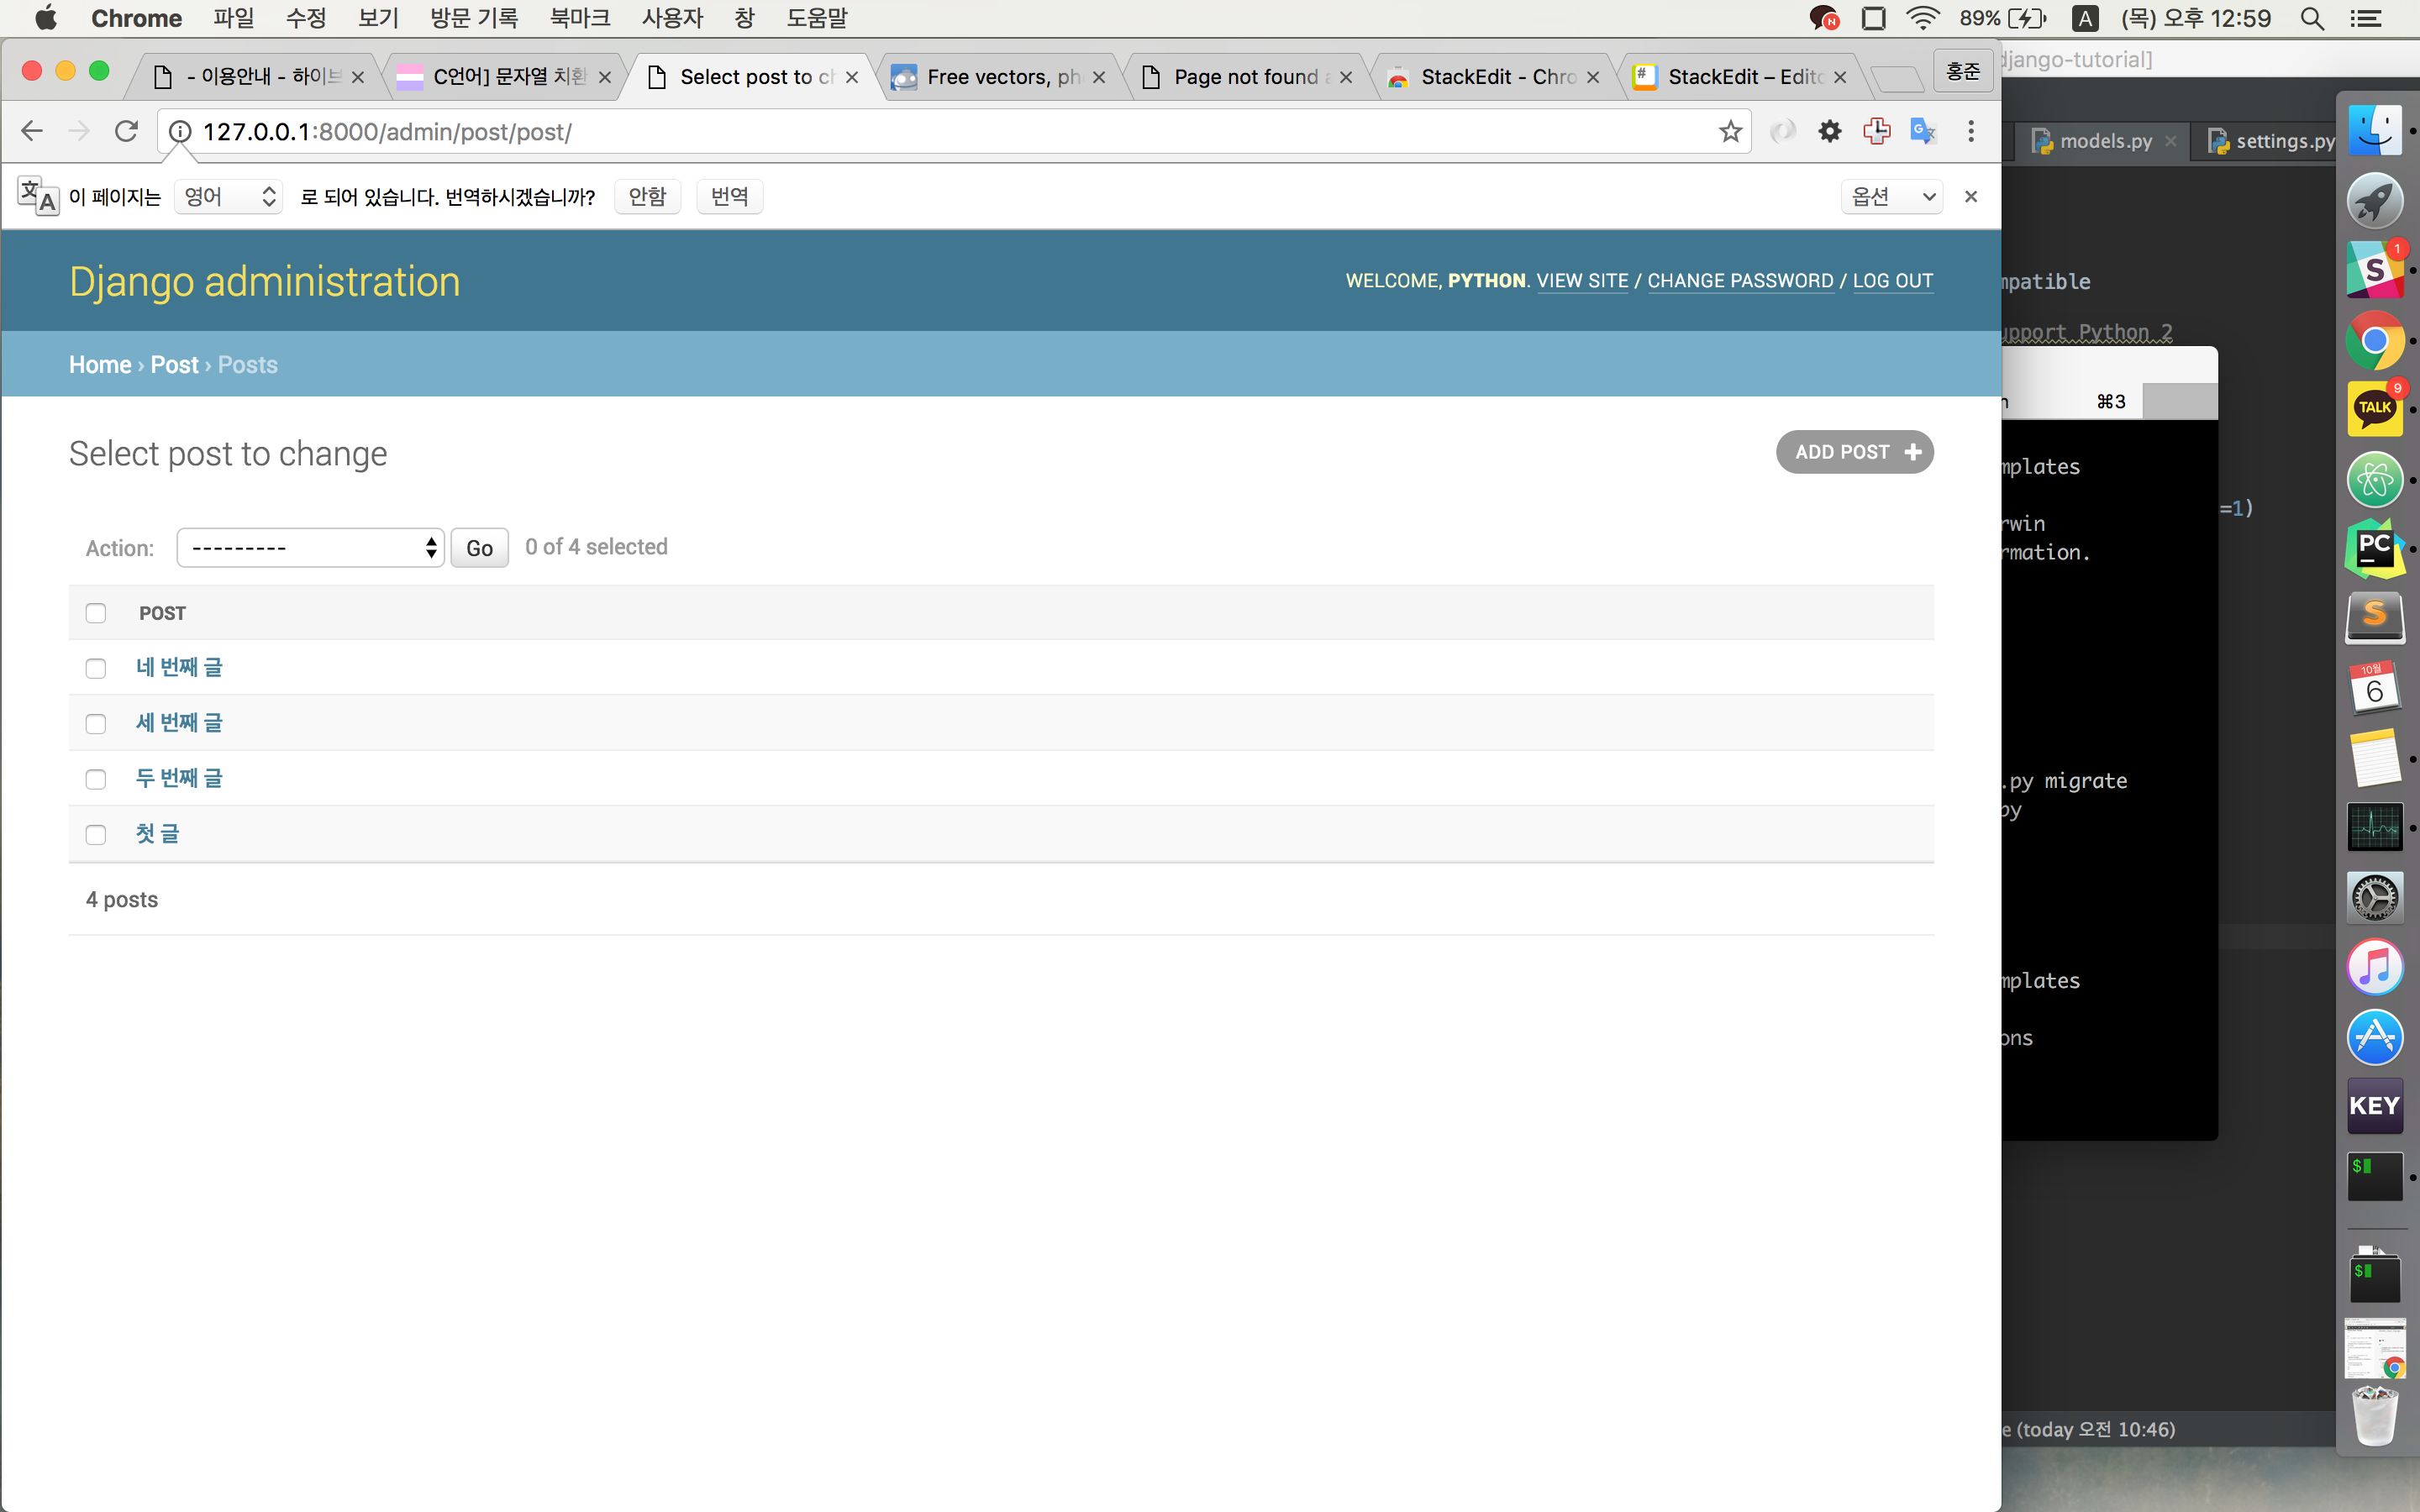 Chrome 파일 수정 보기 방문 기록 북마크 사용자 창 도움말
N 89% A (목) 오후 12:59
- 이용안내 - 하이브
C언어] 문자열 치환
Select post to ch
Free vectors, ph
Page not found a
StackEdit - Chro
StackEdit – Edito
홍준
django-tutorial]
127.0.0.1:8000/admin/post/post/
models.py
settings.py
이 페이지는 영어 로 되어 있습니다. 번역하시겠습니까? 안함 번역 옵션
Django administration
WELCOME, PYTHON. VIEW SITE / CHANGE PASSWORD / LOG OUT
Home › Post › Posts
Select post to change
ADD POST +
Action: --------- Go 0 of 4 selected
POST
네 번째 글
세 번째 글
두 번째 글
첫 글
4 posts
mpatible
upport Python 2
n ⌘3
mplates
=1)
rwin
rmation.
.py migrate
py
mplates
ons
e (today 오전 10:46)
1
S
9
TALK
PC
S
10월
6
KEY
$
$